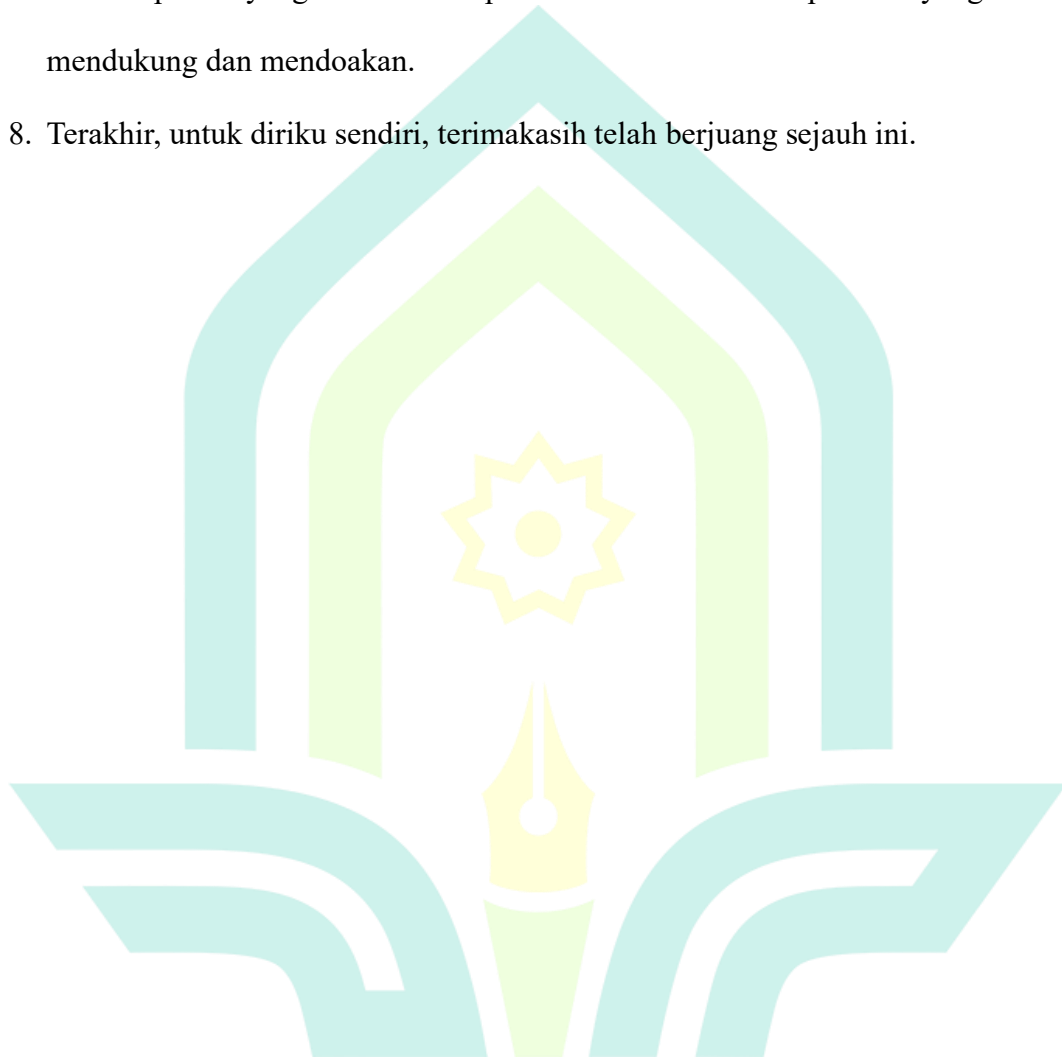 mendukung dan mendoakan.
8. Terakhir, untuk diriku sendiri, terimakasih telah berjuang sejauh ini.